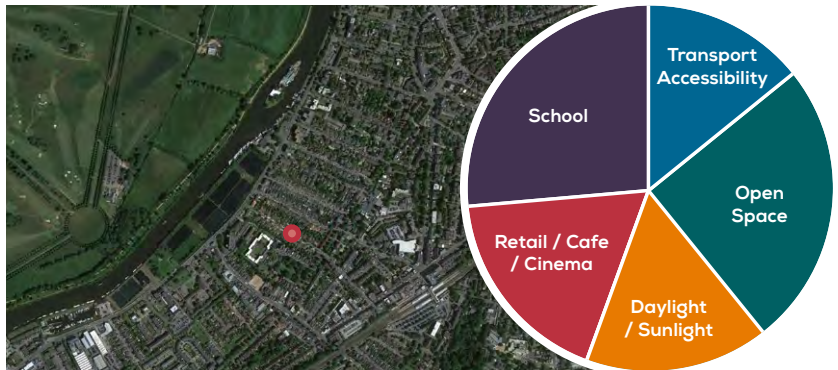 Transport
Accessibility
School
Open
Space
Retail / Cafe
/ Cinema
Daylight
/ Sunlight